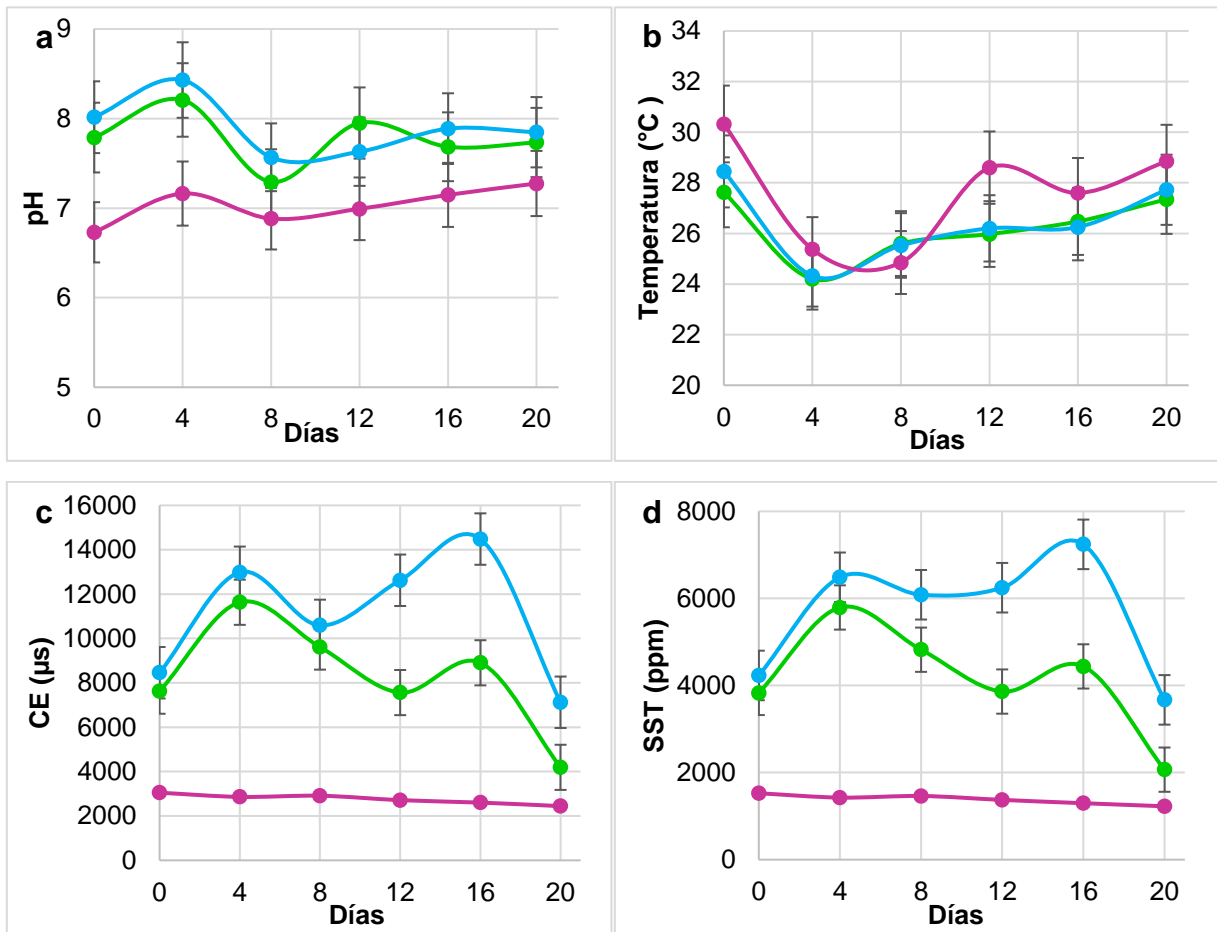 a
pH
9
8
7
6
5
0 4 8 12 16 20
Días
b
Temperatura (°C )
34
32
30
28
26
24
22
20
0 4 8 12 16 20
Días
c
CE (µs)
16000
14000
12000
10000
8000
6000
4000
2000
0
0 4 8 12 16 20
Días
d
SST (ppm)
8000
6000
4000
2000
0
0 4 8 12 16 20
Días